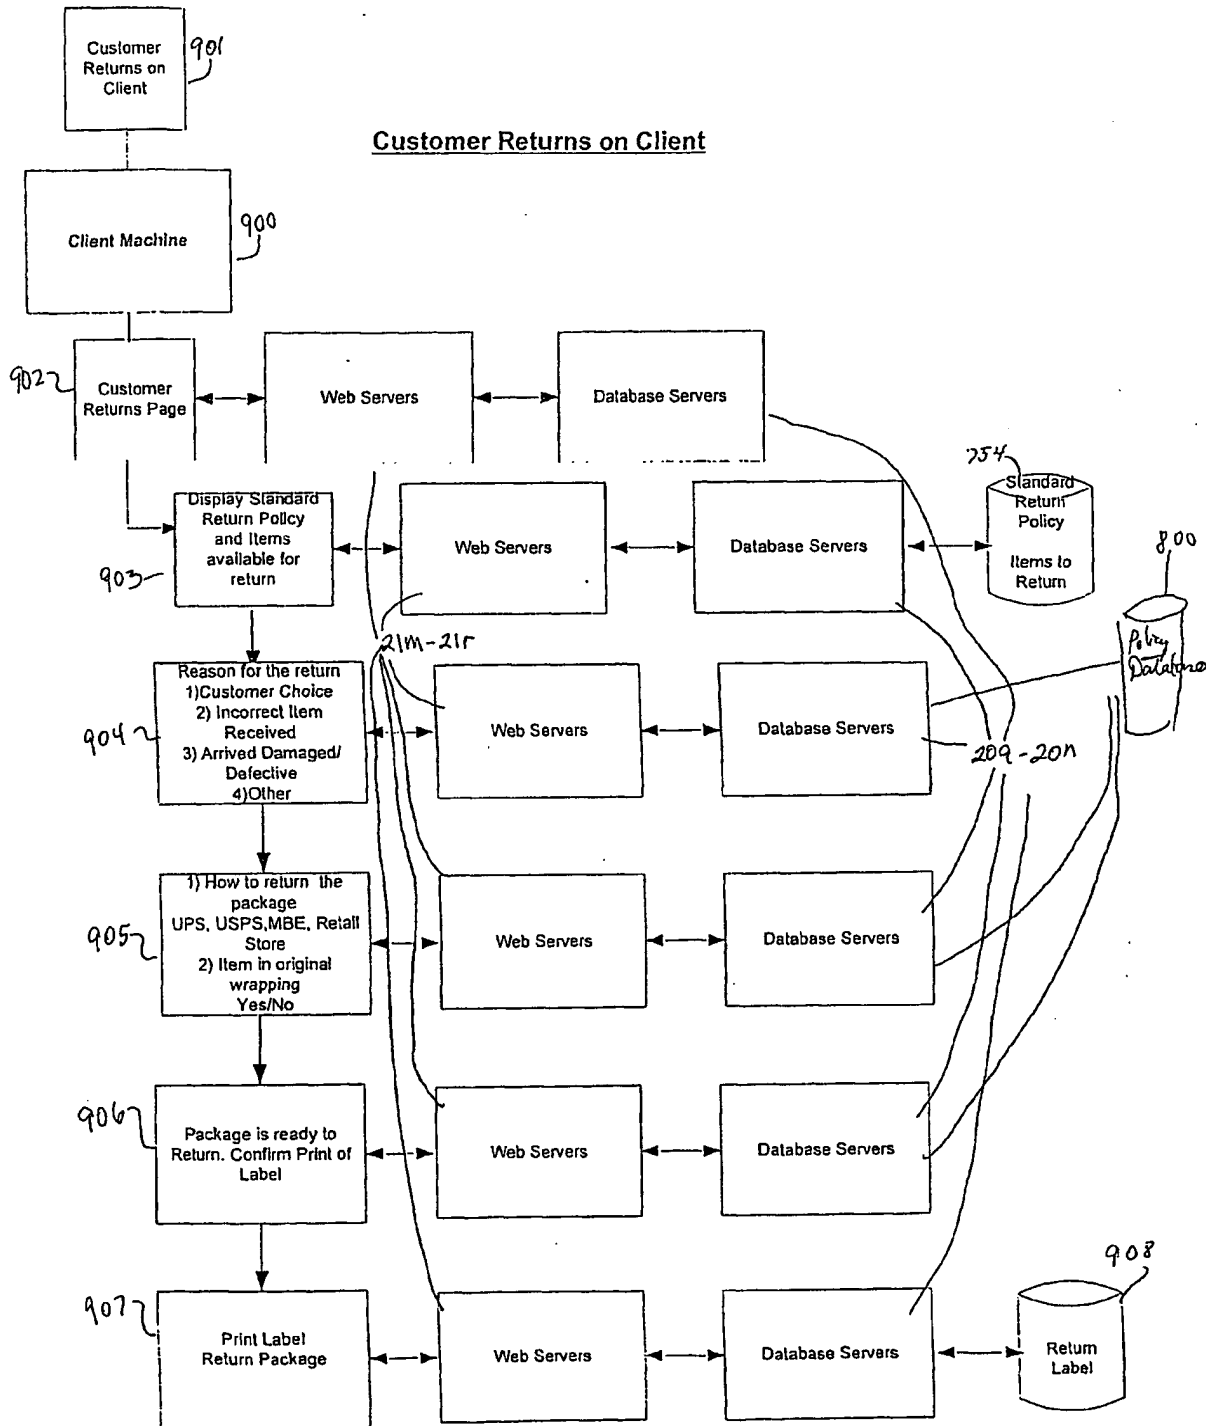 Customer
Returns on
Client
901
Customer Returns on Client
Client Machine
900
902
Customer
Returns Page
Web Servers
Database Servers
754
Standard
Return
Policy
Items to
Return
Display Standard
Return Policy
and Items
available for
return
903
Web Servers
Database Servers
800
Policy
Database
21m-21r
Reason for the return
1)Customer Choice
2) Incorrect Item
Received
3) Arrived Damaged/
Defective
4)Other
904
Web Servers
Database Servers
20q-20n
1) How to return the
package
UPS, USPS,MBE, Retail
Store
2) Item in original
wrapping
Yes/No
905
Web Servers
Database Servers
906
Package is ready to
Return. Confirm Print of
Label
Web Servers
Database Servers
907
Print Label
Return Package
Web Servers
Database Servers
908
Return
Label